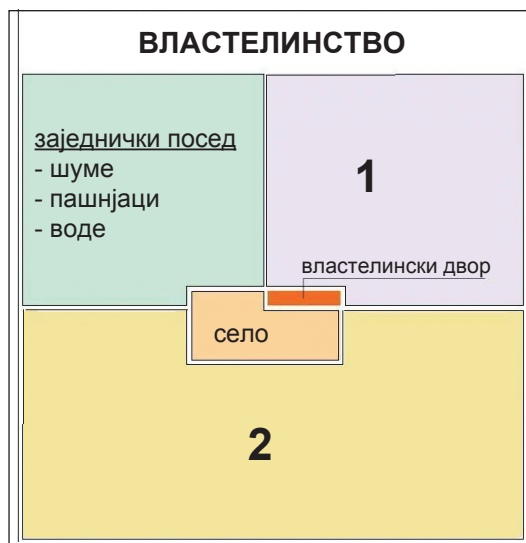 ВЛАСТЕЛИНСТВО
заједнички посед
- шуме
- пашњаци
- воде
1
властелински двор
село
2